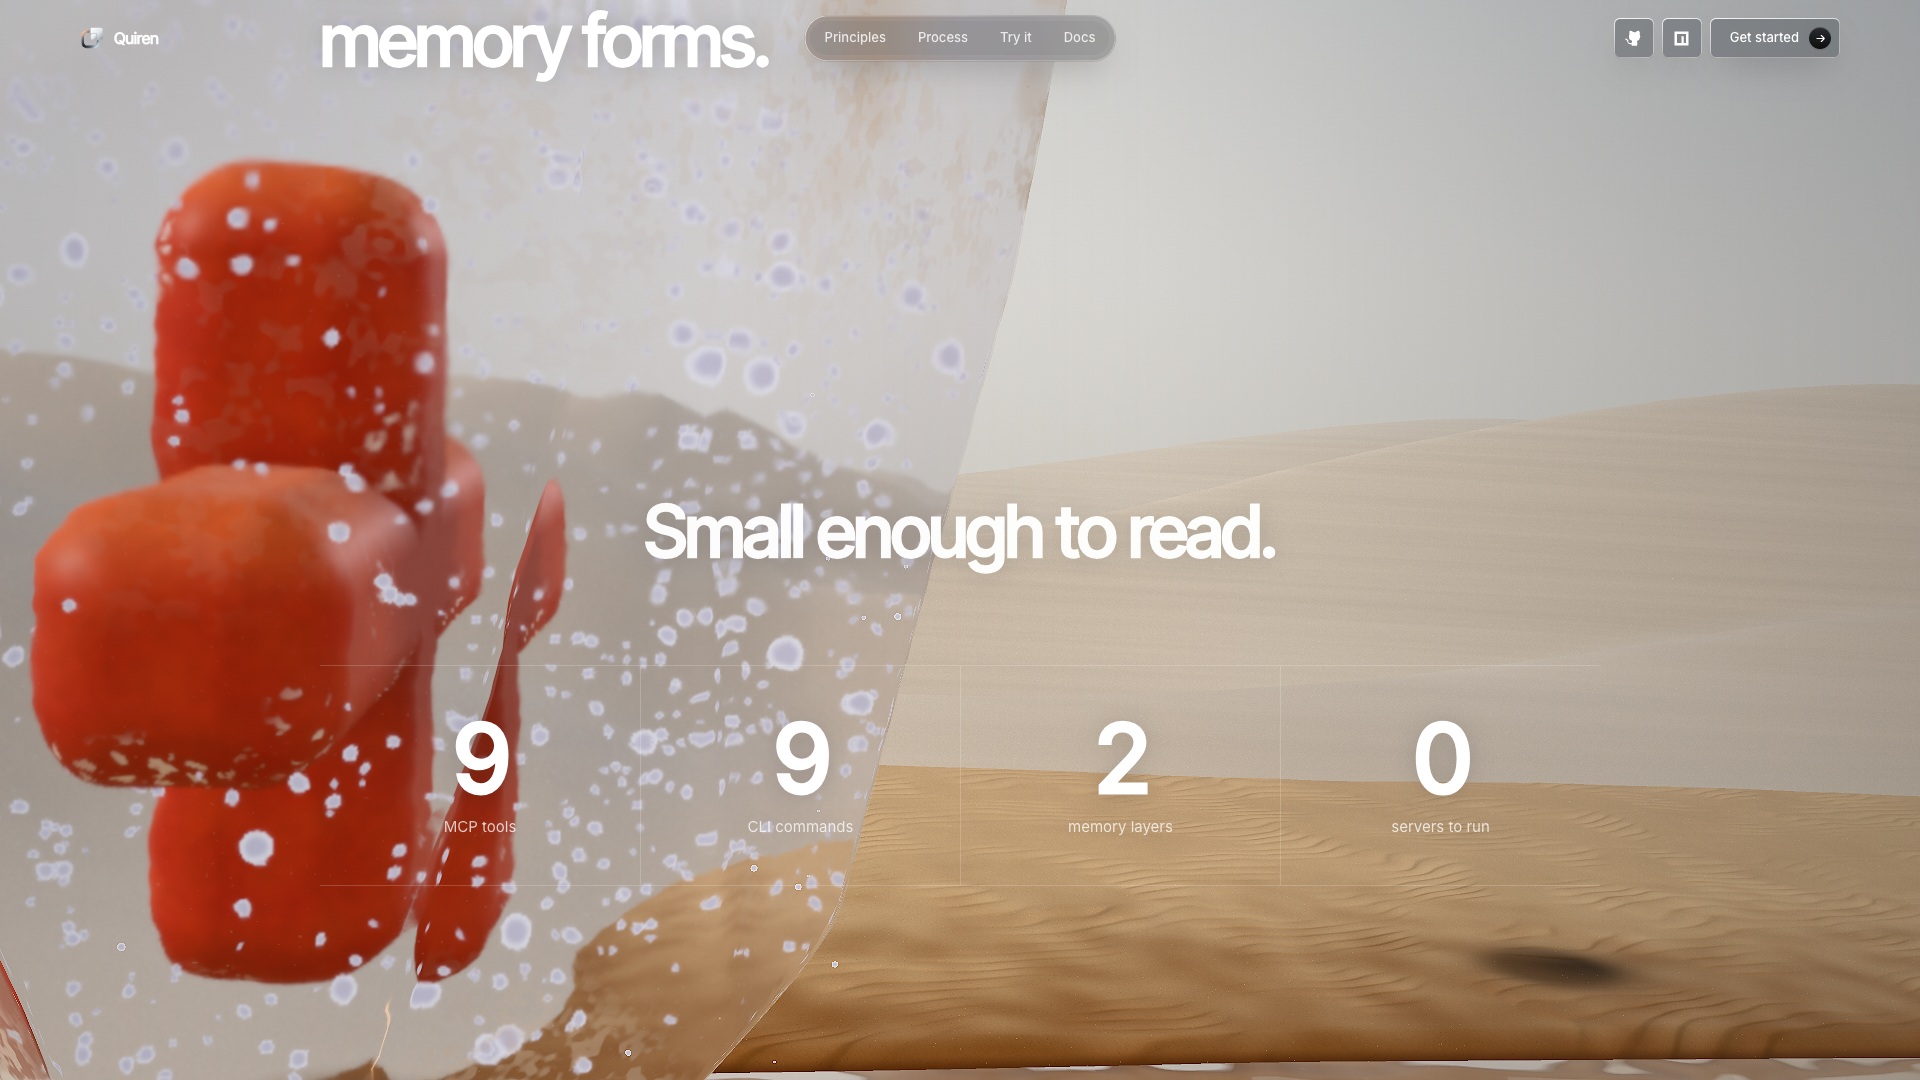 Quiren
memory forms.
Principles
Process
Try it
Docs
Get started
Small enough to read.
9
MCP tools
9
CLI commands
2
memory layers
0
servers to run